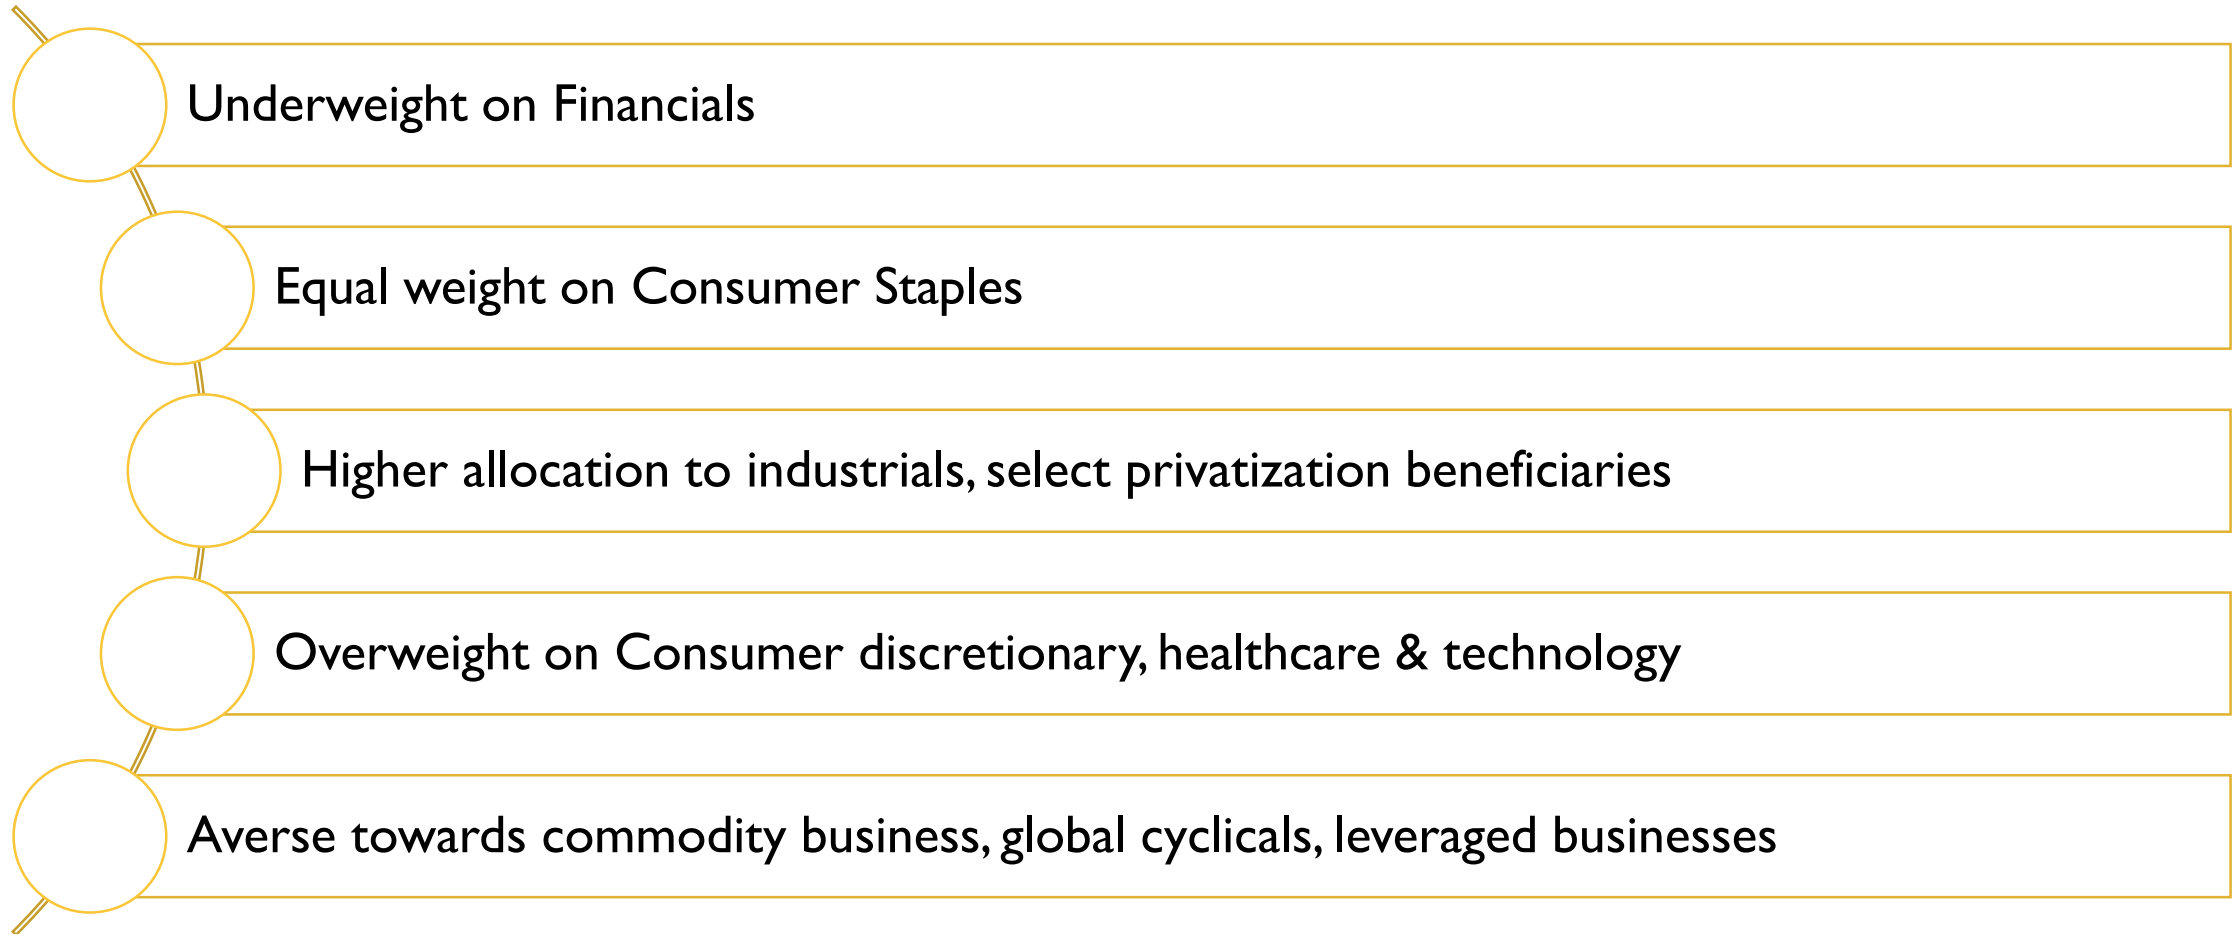 Underweight on Financials
Equal weight on Consumer Staples
Higher allocation to industrials, select privatization beneficiaries
Overweight on Consumer discretionary, healthcare & technology
Averse towards commodity business, global cyclicals, leveraged businesses